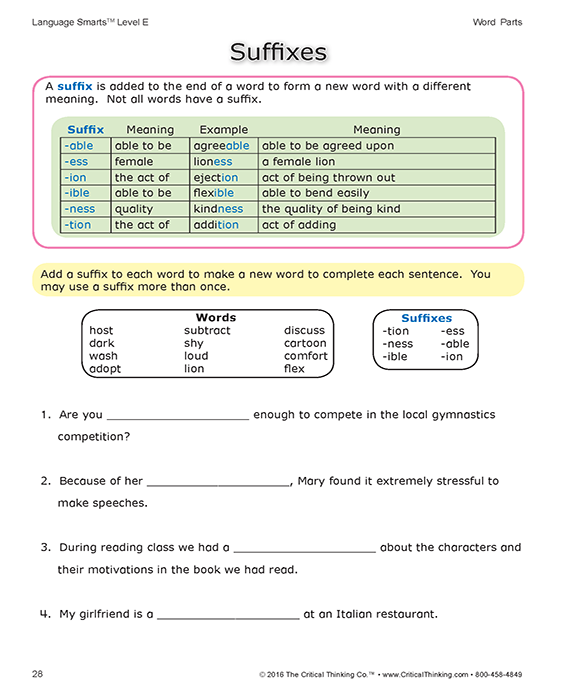 Language Smarts™ Level E Word Parts
Suffixes
A suffix is added to the end of a word to form a new word with a different
meaning. Not all words have a suffix.
Suffix Meaning Example Meaning
-able able to be agreeable able to be agreed upon
-ess female lioness a female lion
-ion the act of ejection act of being thrown out
-ible able to be flexible able to bend easily
-ness quality kindness the quality of being kind
-tion the act of addition act of adding
Add a suffix to each word to make a new word to complete each sentence. You
may use a suffix more than once.
Words
host subtract discuss
dark shy cartoon
wash loud comfort
adopt lion flex
Suffixes
-tion -ess
-ness -able
-ible -ion
1. Are you ____________________ enough to compete in the local gymnastics
competition?
2. Because of her ____________________, Mary found it extremely stressful to
make speeches.
3. During reading class we had a ____________________ about the characters and
their motivations in the book we had read.
4. My girlfriend is a ____________________ at an Italian restaurant.
28 © 2016 The Critical Thinking Co.™ • www.CriticalThinking.com • 800-458-4849